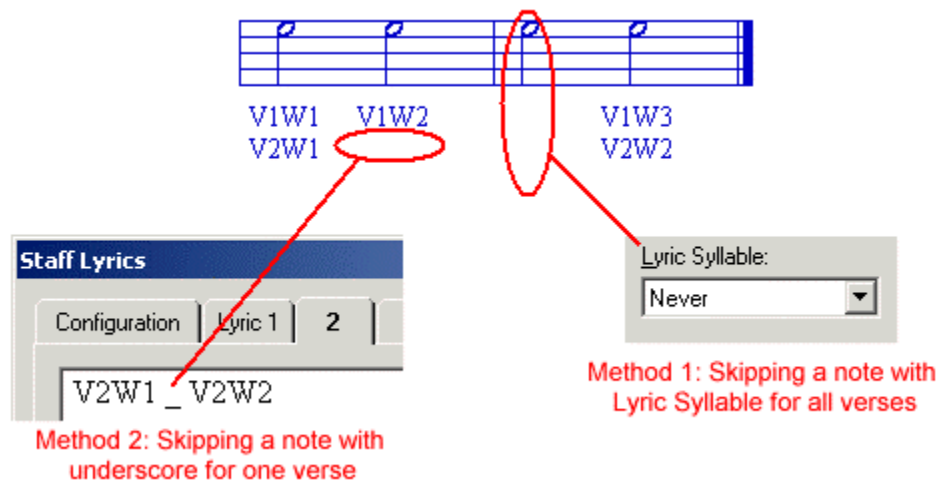 V1W1 V1W2 V1W3
V2W1 V2W2
Staff Lyrics
Configuration Lyric 1 2
V2W1 _ V2W2
Method 2: Skipping a note with
underscore for one verse
Lyric Syllable:
Never
Method 1: Skipping a note with
Lyric Syllable for all verses